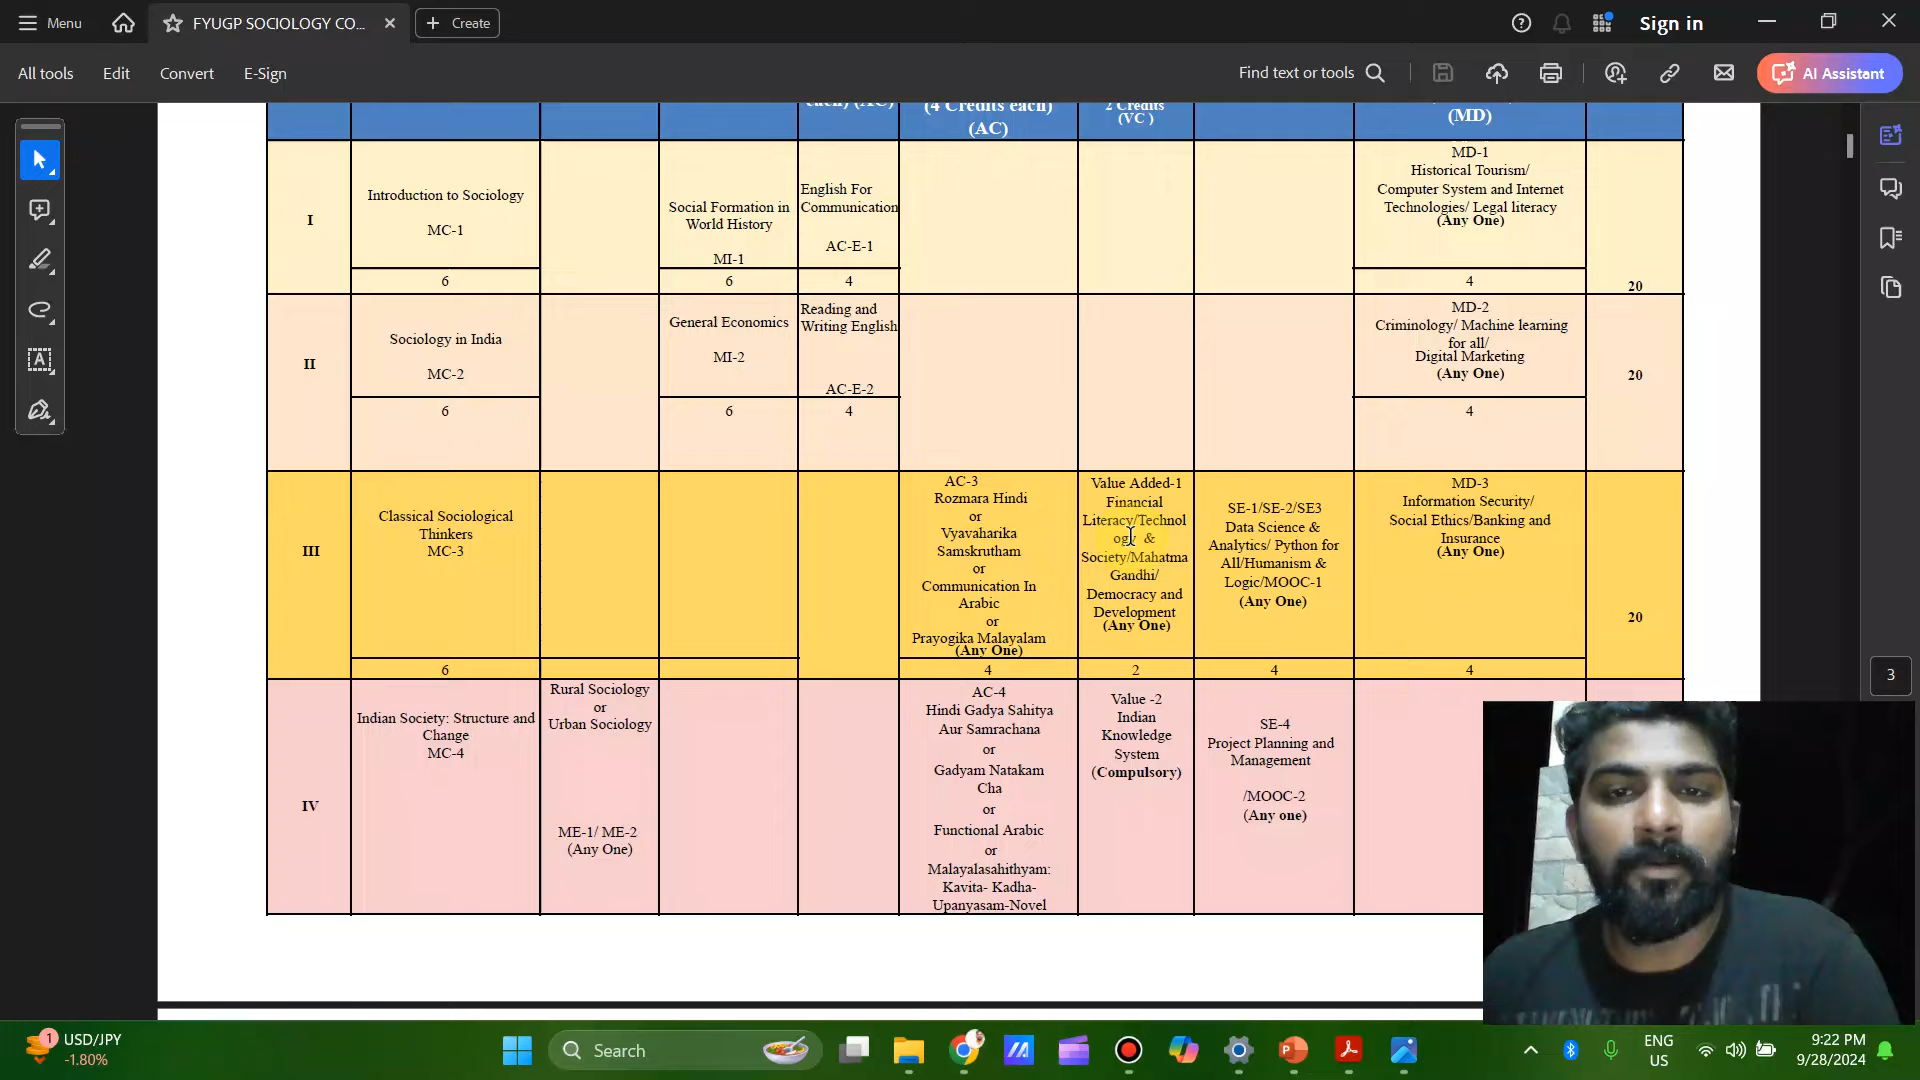 Menu
FYUGP SOCIOLOGY CO...
Create
Sign in
All tools
Edit
Convert
E-Sign
Find text or tools
AI Assistant
(4 Credits each)
(AC)
2 Credits
(VC )
(MD)
I
Introduction to Sociology
MC-1
6
Social Formation in
World History
MI-1
6
English For
Communication
AC-E-1
4
MD-1
Historical Tourism/
Computer System and Internet
Technologies/ Legal literacy
(Any One)
4
20
II
Sociology in India
MC-2
6
General Economics
MI-2
6
Reading and
Writing English
AC-E-2
4
MD-2
Criminology/ Machine learning
for all/
Digital Marketing
(Any One)
4
20
III
Classical Sociological
Thinkers
MC-3
6
AC-3
Rozmara Hindi
or
Vyavaharika
Samskrutham
or
Communication In
Arabic
or
Prayogika Malayalam
(Any One)
4
Value Added-1
Financial
Literacy/Technol
ogy &
Society/Mahatma
Gandhi/
Democracy and
Development
(Any One)
2
SE-1/SE-2/SE3
Data Science &
Analytics/ Python for
All/Humanism &
Logic/MOOC-1
(Any One)
4
MD-3
Information Security/
Social Ethics/Banking and
Insurance
(Any One)
4
20
IV
Indian Society: Structure and
Change
MC-4
Rural Sociology
or
Urban Sociology
ME-1/ ME-2
(Any One)
AC-4
Hindi Gadya Sahitya
Aur Samrachana
or
Gadyam Natakam
Cha
or
Functional Arabic
or
Malayalasahithyam:
Kavita- Kadha-
Upanyasam-Novel
Value -2
Indian
Knowledge
System
(Compulsory)
SE-4
Project Planning and
Management
/MOOC-2
(Any one)
3
1
USD/JPY
-1.80%
Search
ENG
US
9:22 PM
9/28/2024